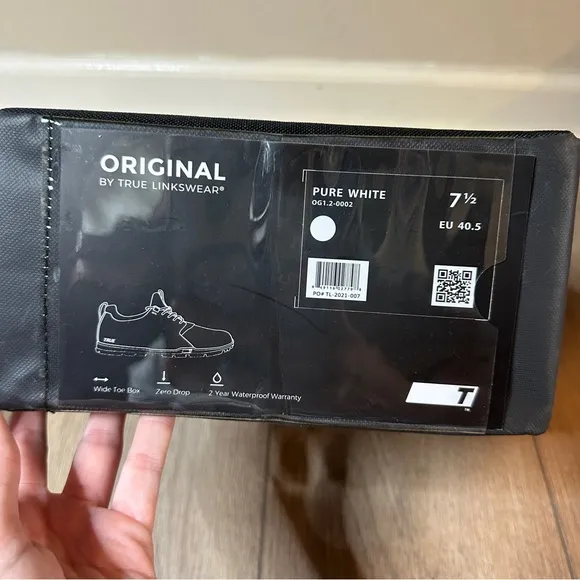 ORIGINAL
BY TRUE LINKSWEAR®
PURE WHITE
OG1.2-0002
7 ½
EU 40.5
PO# TL-2021-007
TRUE
Wide Toe Box
Zero Drop
2 Year Waterproof Warranty
T
TM